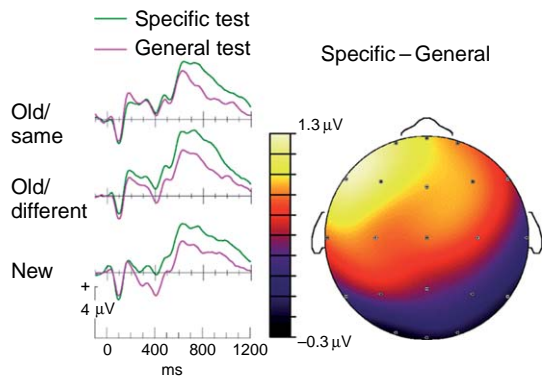 Specific test
General test
Specific – General
Old/
same
Old/
different
New
+
4 µV
0 400 800 1200
ms
1.3 µV
–0.3 µV